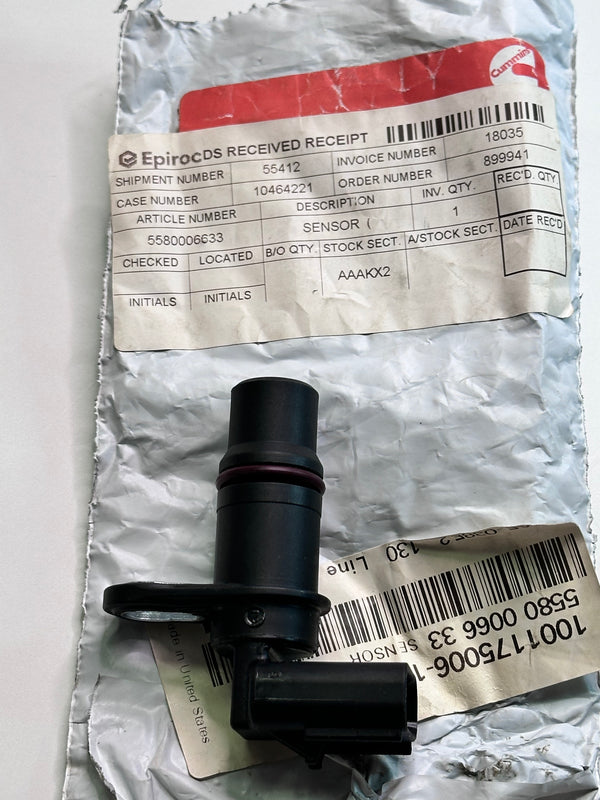 Cummins
Epiroc DS RECEIVED RECEIPT
SHIPMENT NUMBER 55412 INVOICE NUMBER 18035
CASE NUMBER 10464221 ORDER NUMBER 899941
ARTICLE NUMBER DESCRIPTION INV. QTY. REC'D. QTY
5580006633 SENSOR ( 1
CHECKED LOCATED B/O QTY. STOCK SECT. A/STOCK SECT. DATE REC'D
AAAKX2
INITIALS INITIALS
130 Line
1001175006-1
5580 0066 33
SENSOR
Made in United States